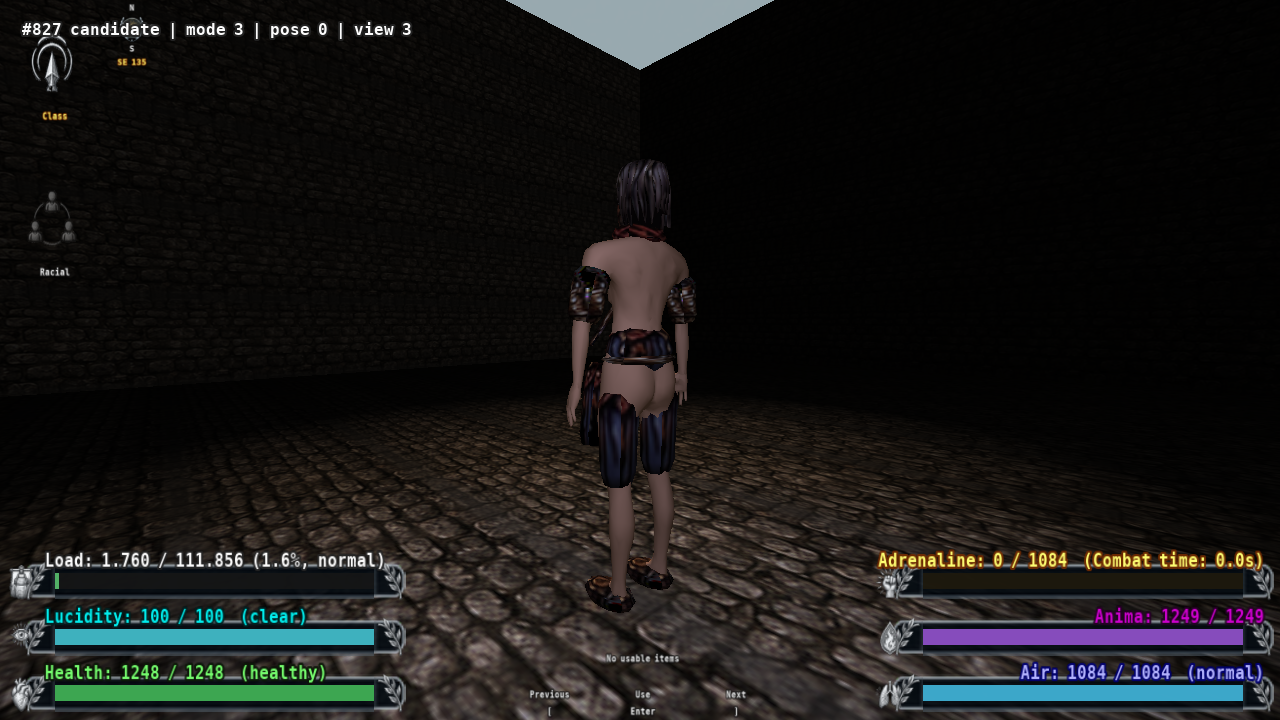 #827 candidate | mode 3 | pose 0 | view 3
N
S
SE 135
Class
Racial
Load: 1.760 / 111.856 (1.6%, normal)
Lucidity: 100 / 100 (clear)
Health: 1248 / 1248 (healthy)
Adrenaline: 0 / 1084 (Combat time: 0.0s)
Anima: 1249 / 1249
Air: 1084 / 1084 (normal)
No usable items
Previous Use Next
[ Enter ]